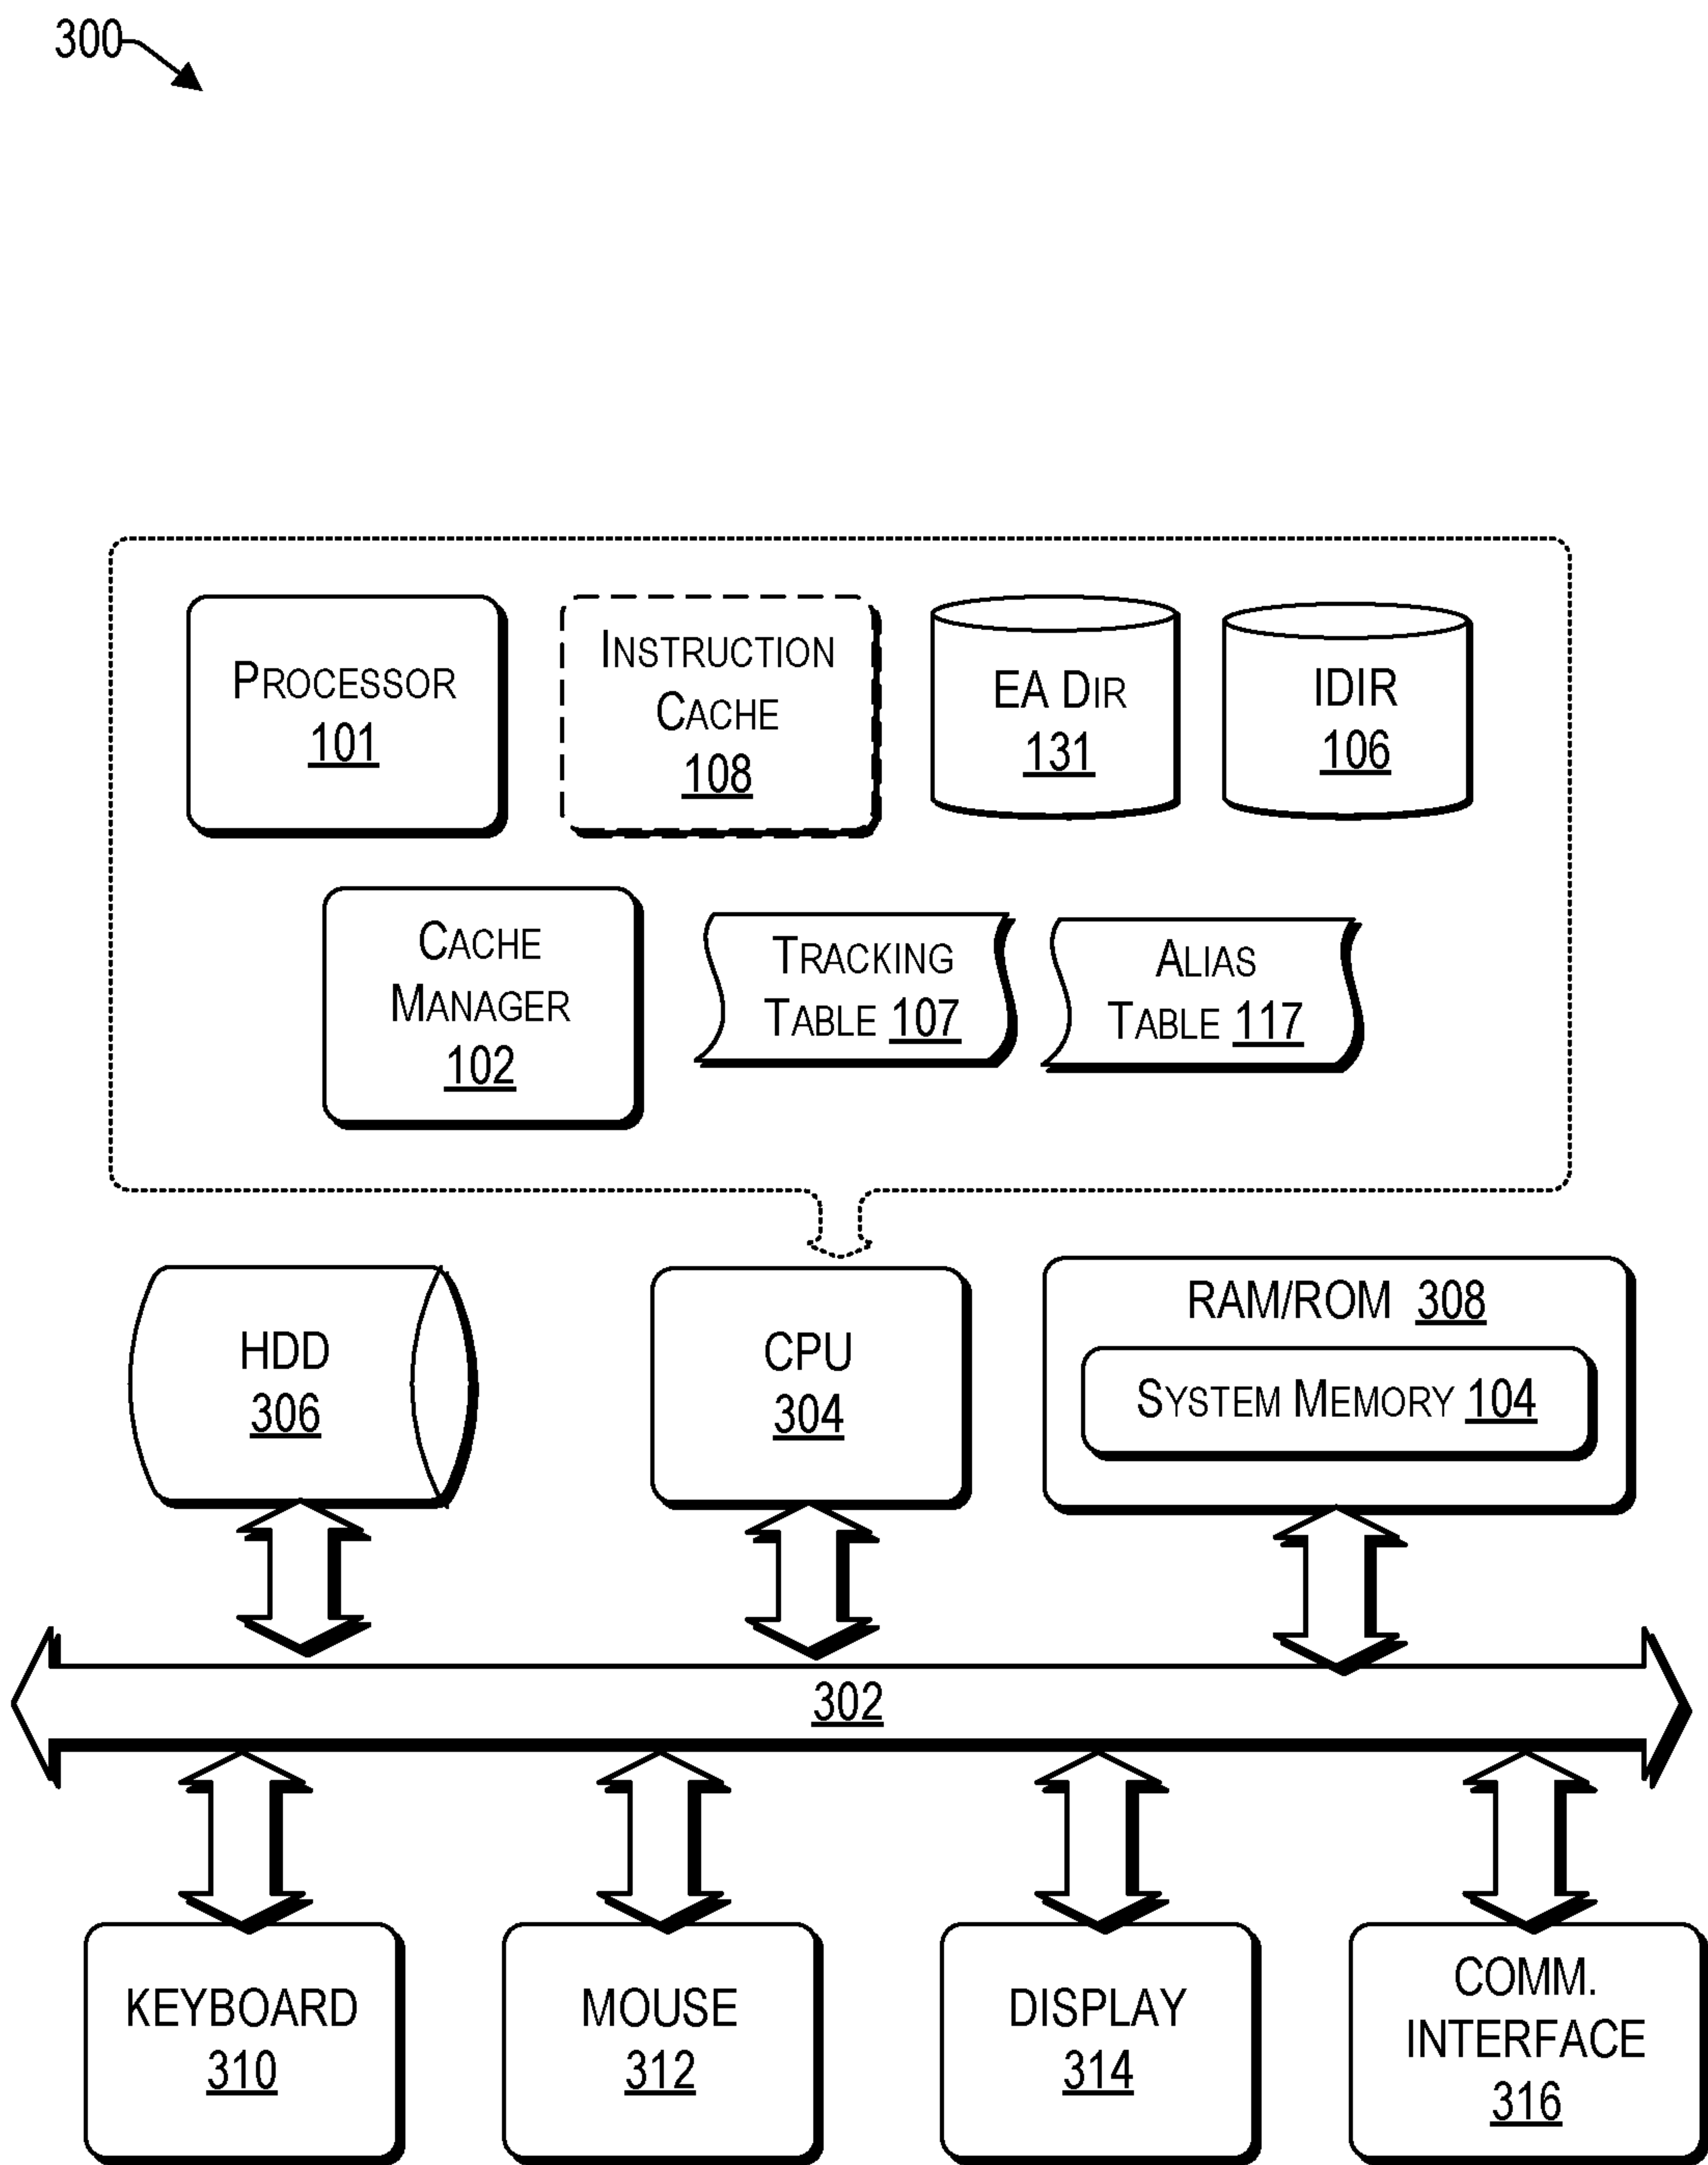 300
PROCESSOR
101
INSTRUCTION
CACHE
108
EA DIR
131
IDIR
106
CACHE
MANAGER
102
TRACKING
TABLE 107
ALIAS
TABLE 117
HDD
306
CPU
304
RAM/ROM 308
SYSTEM MEMORY 104
302
KEYBOARD
310
MOUSE
312
DISPLAY
314
COMM.
INTERFACE
316